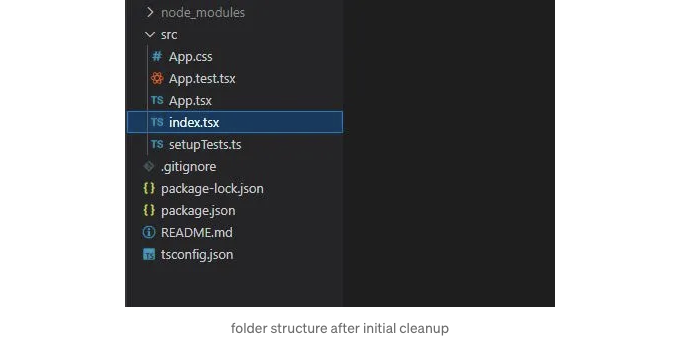 node_modules
src
# App.css
App.test.tsx
TS App.tsx
TS index.tsx
TS setupTests.ts
.gitignore
{} package-lock.json
{} package.json
README.md
TS tsconfig.json
folder structure after initial cleanup